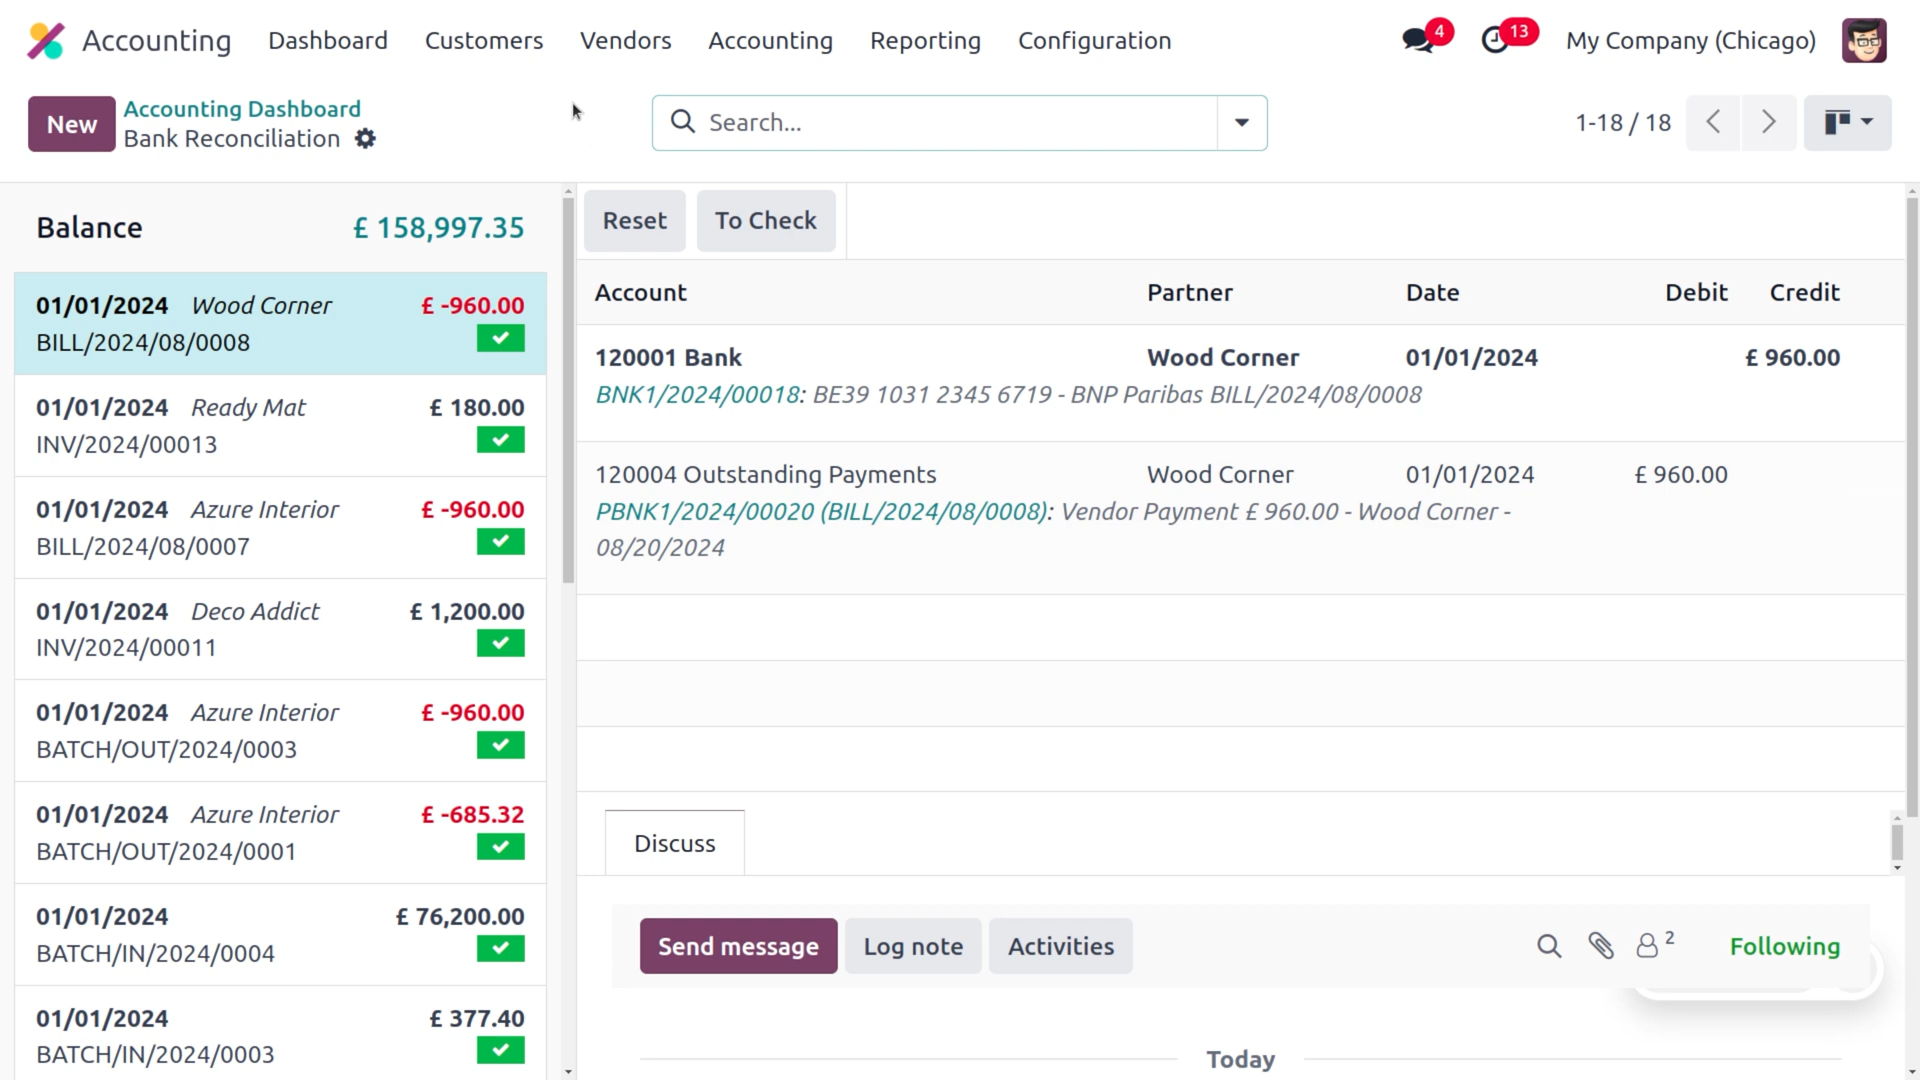 Accounting Dashboard Customers Vendors Accounting Reporting Configuration 4 13 My Company (Chicago)
New Accounting Dashboard
Bank Reconciliation
Search...
1-18 / 18
Balance £ 158,997.35
01/01/2024 Wood Corner £ -960.00
BILL/2024/08/0008
01/01/2024 Ready Mat £ 180.00
INV/2024/00013
01/01/2024 Azure Interior £ -960.00
BILL/2024/08/0007
01/01/2024 Deco Addict £ 1,200.00
INV/2024/00011
01/01/2024 Azure Interior £ -960.00
BATCH/OUT/2024/0003
01/01/2024 Azure Interior £ -685.32
BATCH/OUT/2024/0001
01/01/2024 £ 76,200.00
BATCH/IN/2024/0004
01/01/2024 £ 377.40
BATCH/IN/2024/0003
Reset To Check
Account Partner Date Debit Credit
120001 Bank Wood Corner 01/01/2024 £ 960.00
BNK1/2024/00018: BE39 1031 2345 6719 - BNP Paribas BILL/2024/08/0008
120004 Outstanding Payments Wood Corner 01/01/2024 £ 960.00
PBNK1/2024/00020 (BILL/2024/08/0008): Vendor Payment £ 960.00 - Wood Corner -
08/20/2024
Discuss
Send message Log note Activities 2 Following
Today